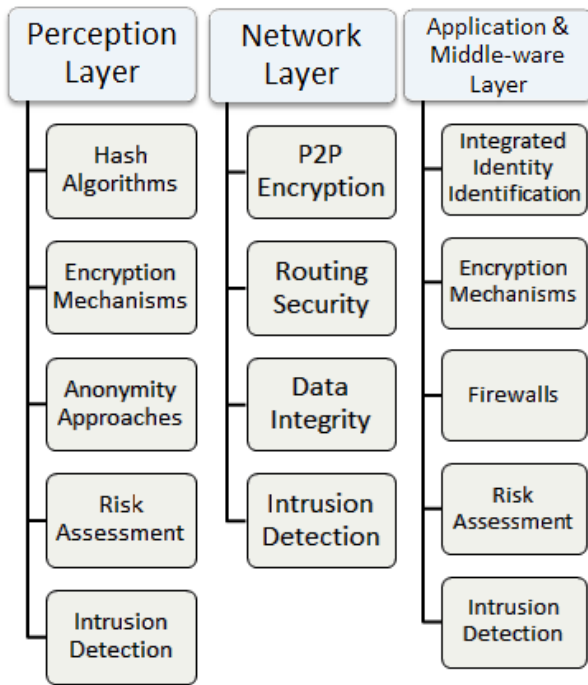 Perception
Layer
Hash
Algorithms
Encryption
Mechanisms
Anonymity
Approaches
Risk
Assessment
Intrusion
Detection
Network
Layer
P2P
Encryption
Routing
Security
Data
Integrity
Intrusion
Detection
Application &
Middle-ware
Layer
Integrated
Identity
Identification
Encryption
Mechanisms
Firewalls
Risk
Assessment
Intrusion
Detection